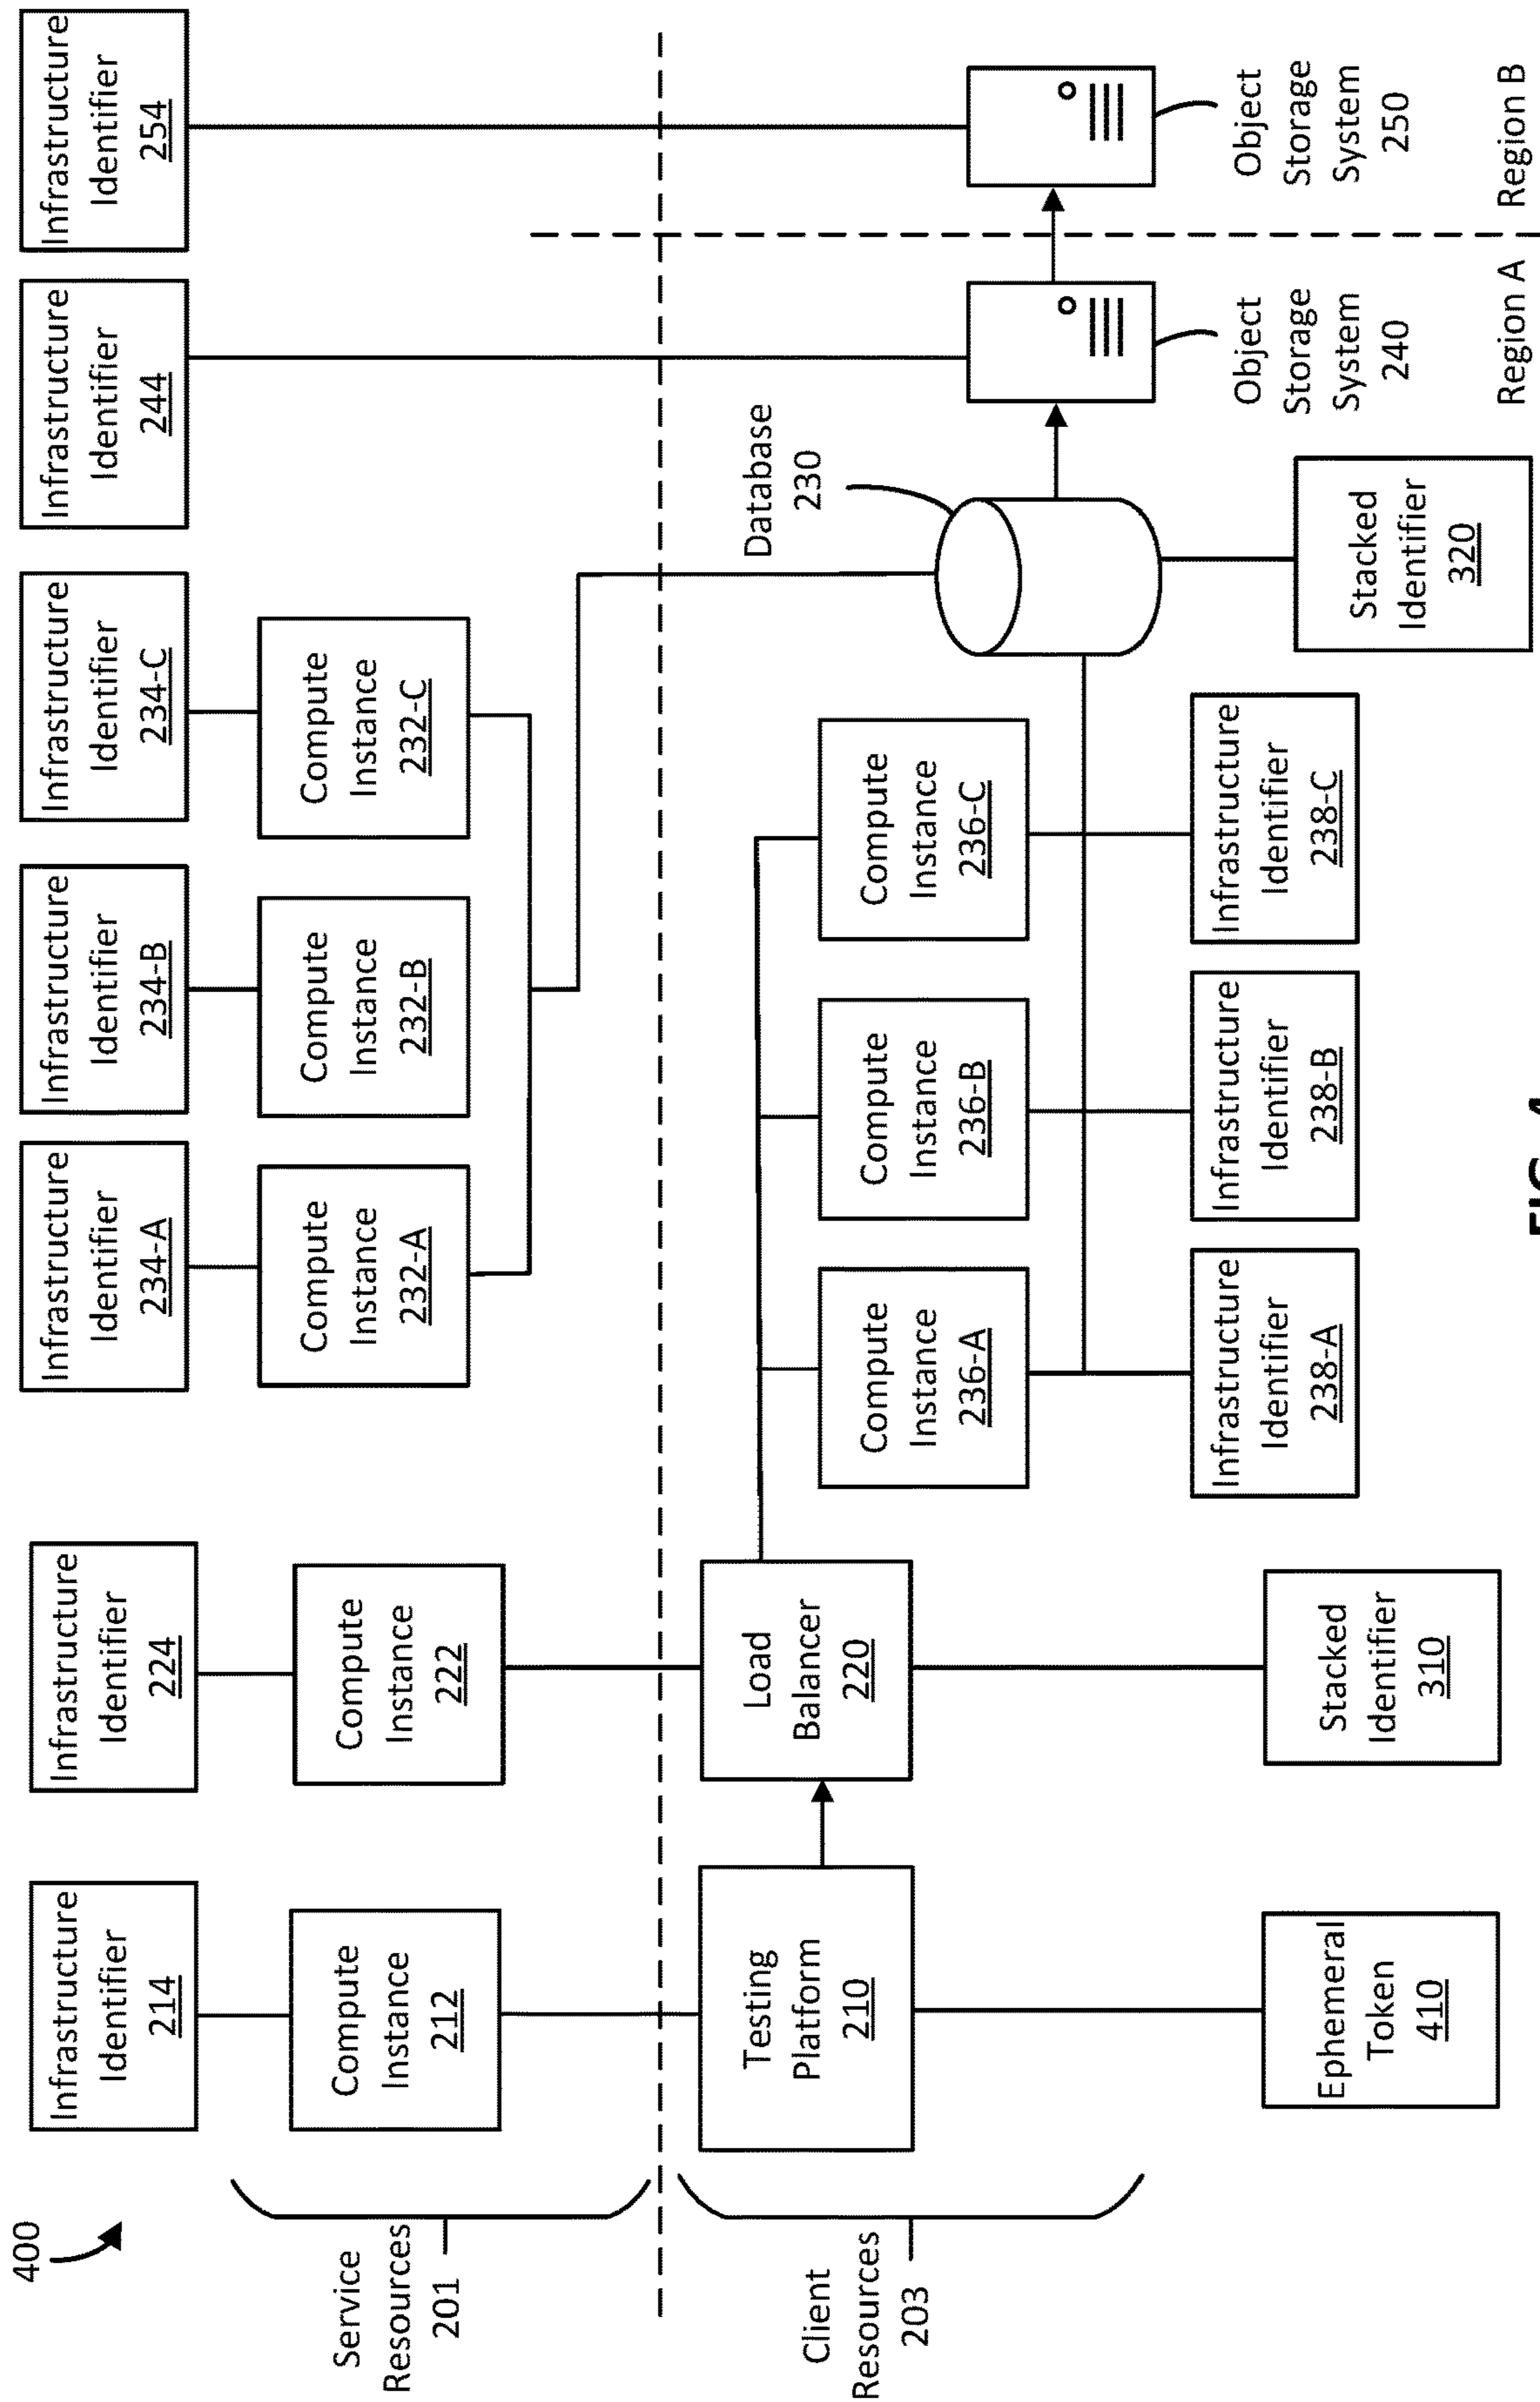 400
Infrastructure
Identifier
214
Infrastructure
Identifier
224
Infrastructure
Identifier
234-A
Infrastructure
Identifier
234-B
Infrastructure
Identifier
234-C
Infrastructure
Identifier
244
Infrastructure
Identifier
254
Service
Resources
201
Compute
Instance
212
Compute
Instance
222
Compute
Instance
232-A
Compute
Instance
232-B
Compute
Instance
232-C
Client
Resources
203
Testing
Platform
210
Load
Balancer
220
Compute
Instance
236-A
Compute
Instance
236-B
Compute
Instance
236-C
Database
230
Infrastructure
Identifier
238-A
Infrastructure
Identifier
238-B
Infrastructure
Identifier
238-C
Object
Storage
System
240
Object
Storage
System
250
Ephemeral
Token
410
Stacked
Identifier
310
Stacked
Identifier
320
Region A
Region B
FIG. 4